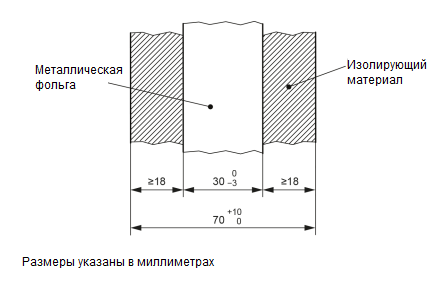 Металлическая
фольга
Изолирующий
материал
≥18 30 0 −3 ≥18
70 +10 0
Размеры указаны в миллиметрах